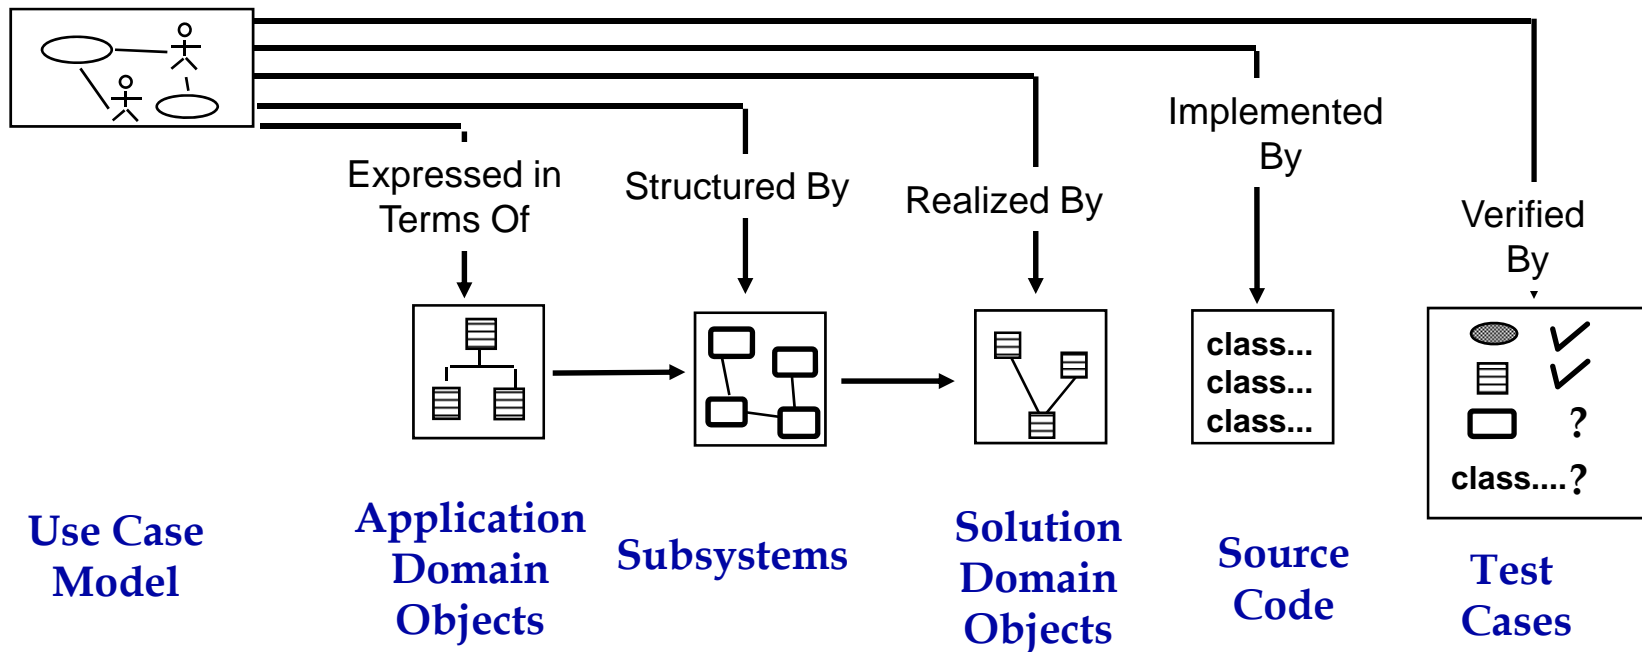 Expressed in
Terms Of
Structured By
Realized By
Implemented
By
Verified
By
class...
class...
class...
?
class....?
Use Case
Model
Application
Domain
Objects
Subsystems
Solution
Domain
Objects
Source
Code
Test
Cases